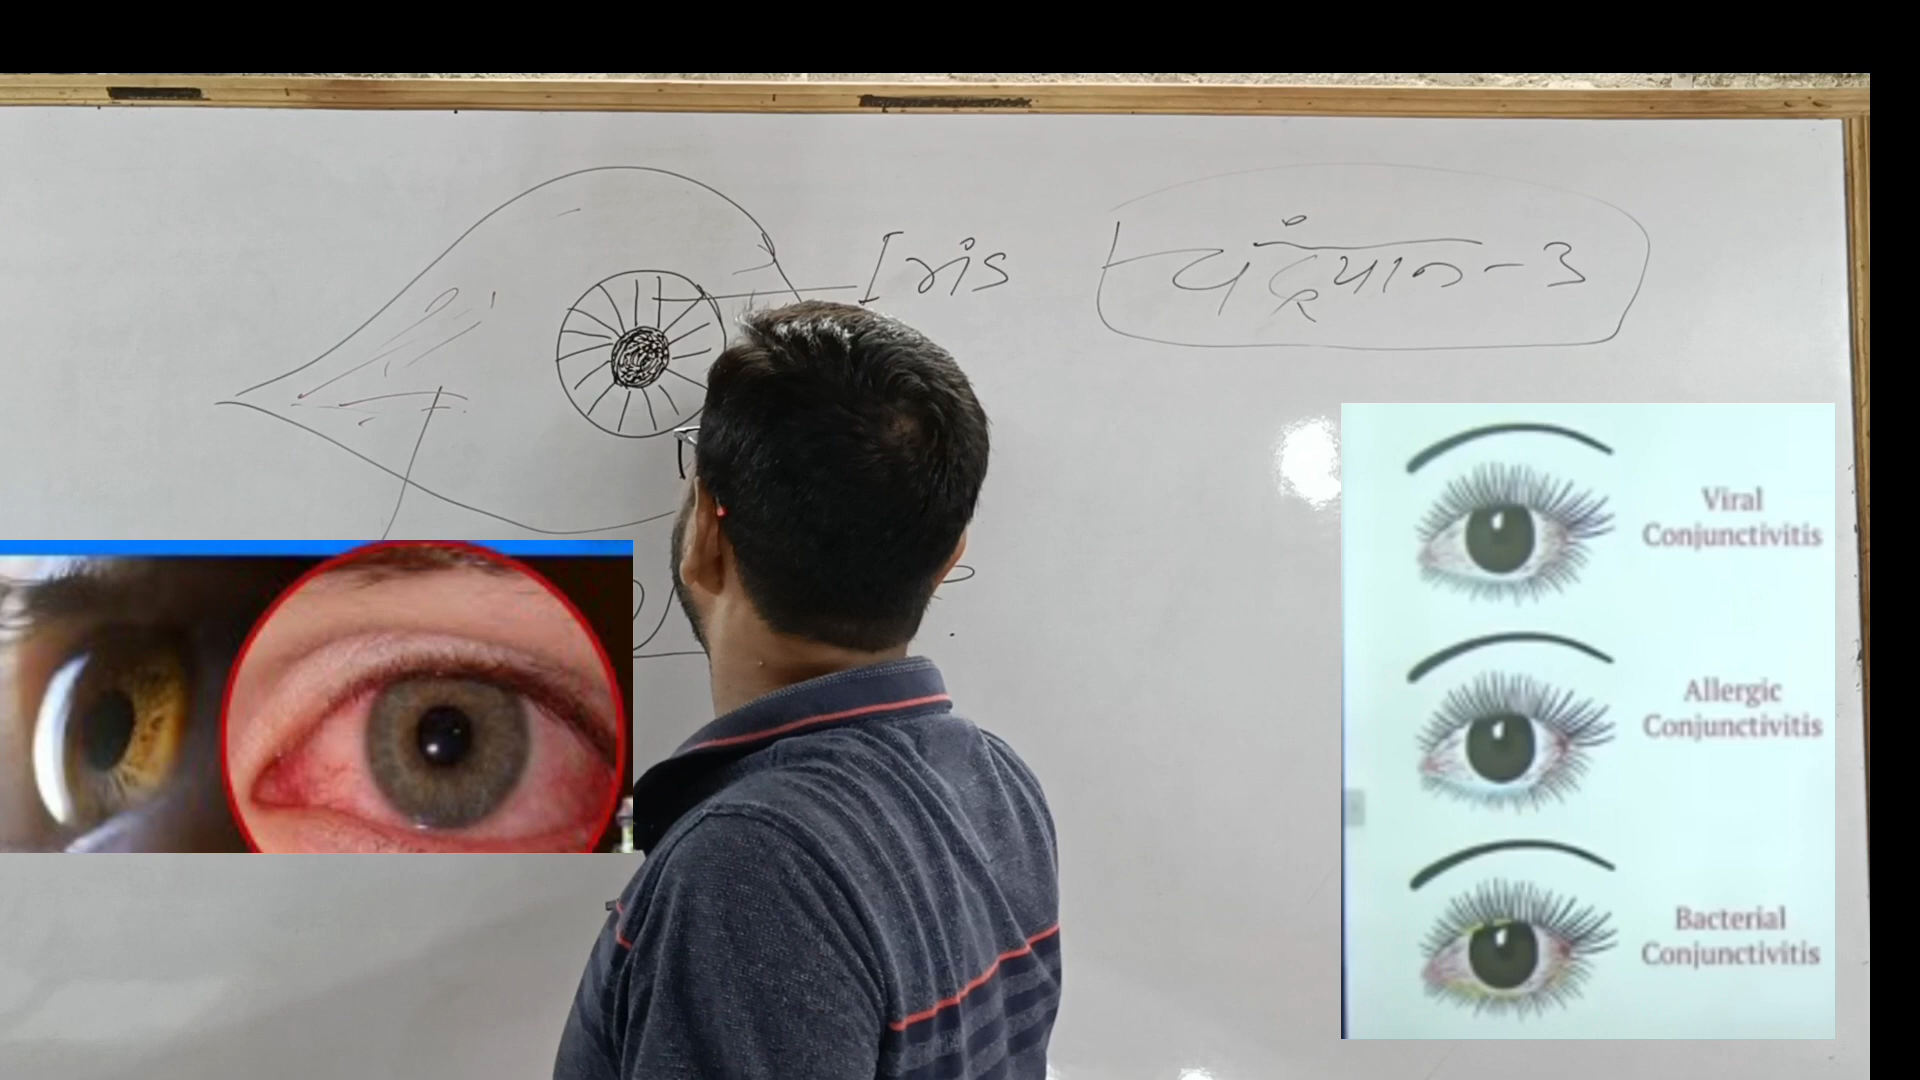 Iris
चंद्रयान-3
Viral
Conjunctivitis
Allergic
Conjunctivitis
Bacterial
Conjunctivitis